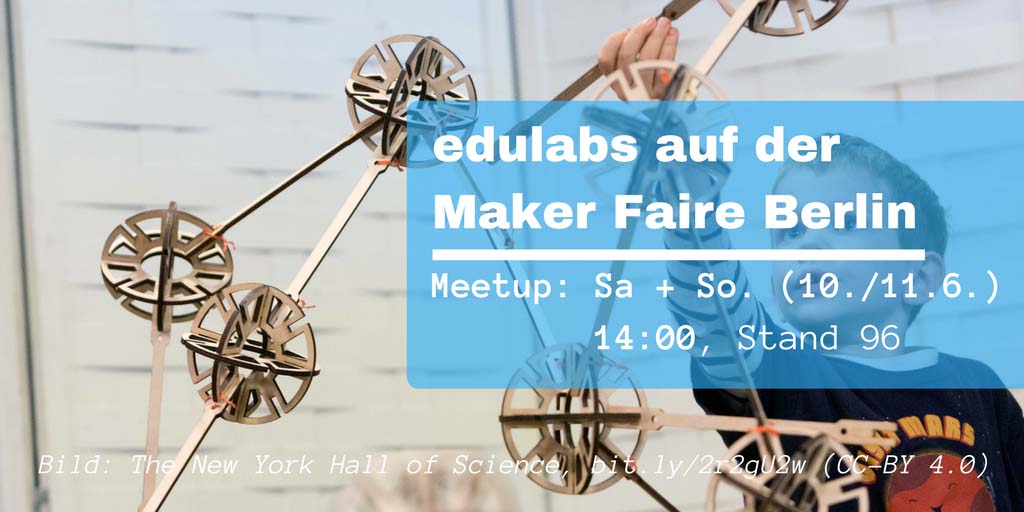 edulabs auf der
Maker Faire Berlin
Meetup: Sa + So. (10./11.6.)
14:00, Stand 96
Bild: The New York Hall of Science, bit.ly/2r2gU2w (CC-BY 4.0)
MARS